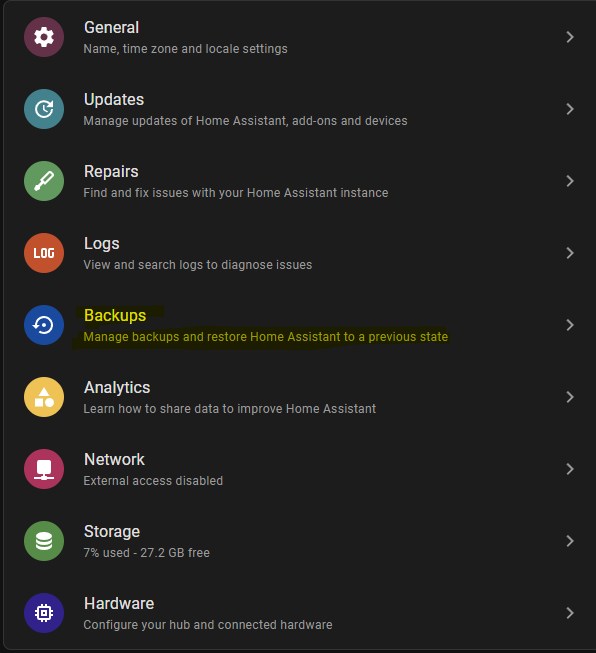 General
Name, time zone and locale settings
Updates
Manage updates of Home Assistant, add-ons and devices
Repairs
Find and fix issues with your Home Assistant instance
LOG
Logs
View and search logs to diagnose issues
Backups
Manage backups and restore Home Assistant to a previous state
Analytics
Learn how to share data to improve Home Assistant
Network
External access disabled
Storage
7% used - 27.2 GB free
Hardware
Configure your hub and connected hardware